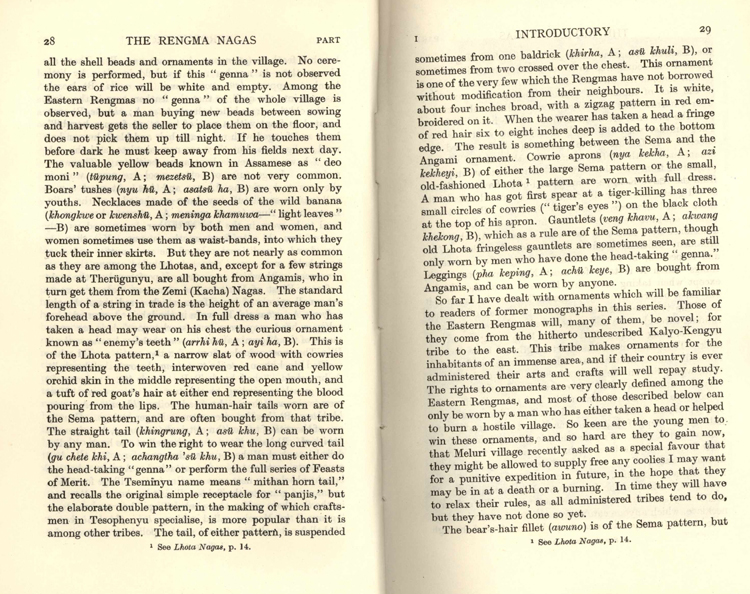 28 THE RENGMA NAGAS PART
all the shell beads and ornaments in the village. No cere-
mony is performed, but if this “ genna ” is not observed
the ears of rice will be white and empty. Among the
Eastern Rengmas no “ genna ” of the whole village is
observed, but a man buying new beads between sowing
and harvest gets the seller to place them on the floor, and
does not pick them up till night. If he touches them
before dark he must keep away from his fields next day.
The valuable yellow beads known in Assamese as “ deo
moni ” (tüpung, A ; mezetsü, B) are not very common.
Boars’ tushes (nyu hü, A ; asatsü ha, B) are worn only by
youths. Necklaces made of the seeds of the wild banana
(khongkwe or kwenshü, A ; meninga khamuwa—“ light leaves ”
—B) are sometimes worn by both men and women, and
women sometimes use them as waist-bands, into which they
tuck their inner skirts. But they are not nearly as common
as they are among the Lhotas, and, except for a few strings
made at Therügunyu, are all bought from Angamis, who in
turn get them from the Zemi (Kacha) Nagas. The standard
length of a string in trade is the height of an average man’s
forehead above the ground. In full dress a man who has
taken a head may wear on his chest the curious ornament
known as “ enemy’s teeth ” (arrhi hü, A ; ayi ha, B). This is
of the Lhota pattern,¹ a narrow slat of wood with cowries
representing the teeth, interwoven red cane and yellow
orchid skin in the middle representing the open mouth, and
a tuft of red goat’s hair at either end representing the blood
pouring from the lips. The human-hair tails worn are of
the Sema pattern, and are often bought from that tribe.
The straight tail (khingrung, A ; asü khu, B) can be worn
by any man. To win the right to wear the long curved tail
(gu chete khi, A ; achangtha ’sü khu, B) a man must either do
the head-taking “genna” or perform the full series of Feasts
of Merit. The Tseminyu name means “ mithan horn tail,”
and recalls the original simple receptacle for “ panjis,” but
the elaborate double pattern, in the making of which crafts-
men in Tesophenyu specialise, is more popular than it is
among other tribes. The tail, of either pattern, is suspended
¹ See Lhota Nagas, p. 14.
I INTRODUCTORY 29
sometimes from one baldrick (khirha, A ; asü khuli, B), or
sometimes from two crossed over the chest. This ornament
is one of the very few which the Rengmas have not borrowed
without modification from their neighbours. It is white,
about four inches broad, with a zigzag pattern in red em-
broidered on it. When the wearer has taken a head a fringe
of red hair six to eight inches deep is added to the bottom
edge. The result is something between the Sema and the
Angami ornament. Cowrie aprons (nya kekha, A ; azi
kekheyi, B) of either the large Sema pattern or the small,
old-fashioned Lhota ¹ pattern are worn with full dress.
A man who has got first spear at a tiger-killing has three
small circles of cowries (“ tiger’s eyes ”) on the black cloth
at the top of his apron. Gauntlets (veng khavu, A ; akwang
khekong, B), which as a rule are of the Sema pattern, though
old Lhota fringeless gauntlets are sometimes seen, are still
only worn by men who have done the head-taking “ genna.”
Leggings (pha keping, A ; achü keye, B) are bought from
Angamis, and can be worn by anyone.
So far I have dealt with ornaments which will be familiar
to readers of former monographs in this series. Those of
the Eastern Rengmas will, many of them, be novel ; for
they come from the hitherto undescribed Kalyo-Kengyu
tribe to the east. This tribe makes ornaments for the
inhabitants of an immense area, and if their country is ever
administered their arts and crafts will well repay study.
The rights to ornaments are very clearly defined among the
Eastern Rengmas, and most of those described below can
only be worn by a man who has either taken a head or helped
to burn a hostile village. So keen are the young men to
win these ornaments, and so hard are they to gain now,
that Meluri village recently asked as a special favour that
they might be allowed to supply free any coolies I may want
for a punitive expedition in future, in the hope that they
may be in at a death or a burning. In time they will have
to relax their rules, as all administered tribes tend to do,
but they have not done so yet.
The bear’s-hair fillet (awuno) is of the Sema pattern, but
¹ See Lhota Nagas, p. 14.